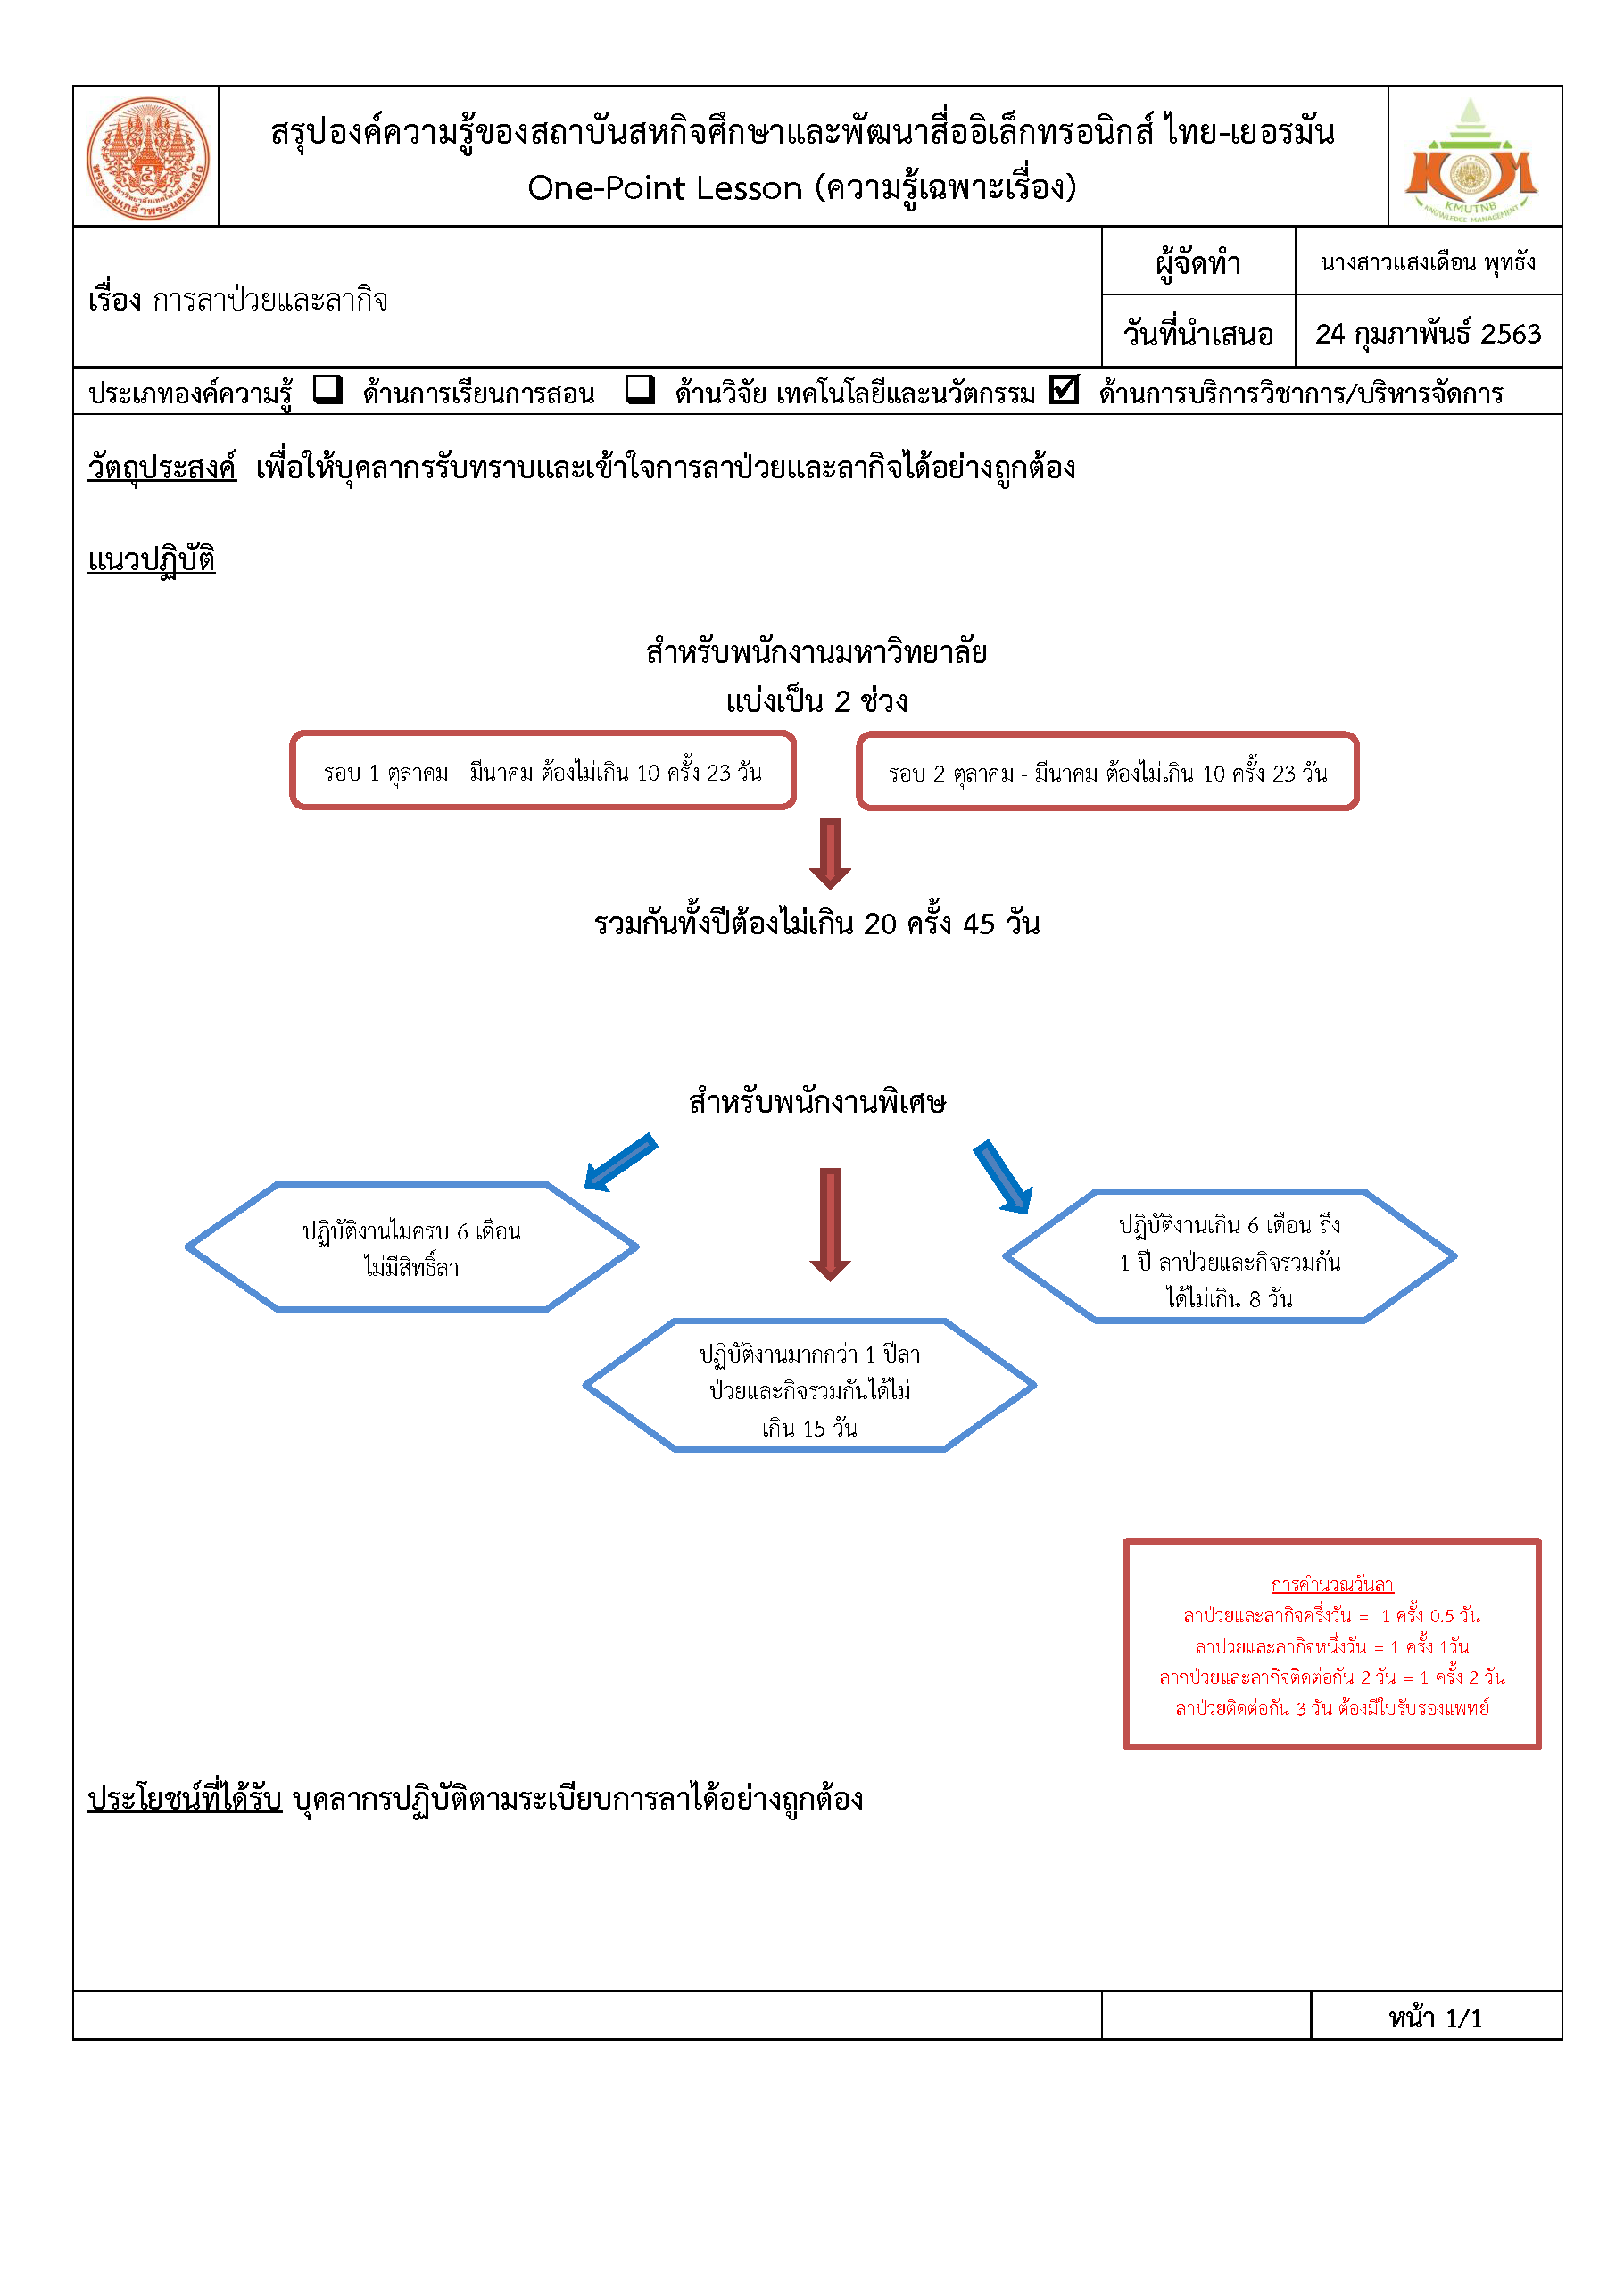 สรุปองค์ความรู้ของสถาบันสหกิจศึกษาและพัฒนาสื่ออิเล็กทรอนิกส์ ไทย-เยอรมัน
One-Point Lesson (ความรู้เฉพาะเรื่อง)
พระจอมเกล้าพระนครเหนือ
KMUTNB
KNOWLEDGE MANAGEMENT
เรื่อง การลาป่วยและลากิจ
ผู้จัดทำ นางสาวแสงเดือน พุทธัง
วันที่นำเสนอ 24 กุมภาพันธ์ 2563
ประเภทองค์ความรู้ ❑ ด้านการเรียนการสอน ❑ ด้านวิจัย เทคโนโลยีและนวัตกรรม ☑ ด้านการบริการวิชาการ/บริหารจัดการ
วัตถุประสงค์ เพื่อให้บุคลากรรับทราบและเข้าใจการลาป่วยและลากิจได้อย่างถูกต้อง
แนวปฏิบัติ
สำหรับพนักงานมหาวิทยาลัย
แบ่งเป็น 2 ช่วง
รอบ 1 ตุลาคม - มีนาคม ต้องไม่เกิน 10 ครั้ง 23 วัน
รอบ 2 ตุลาคม - มีนาคม ต้องไม่เกิน 10 ครั้ง 23 วัน
รวมกันทั้งปีต้องไม่เกิน 20 ครั้ง 45 วัน
สำหรับพนักงานพิเศษ
ปฏิบัติงานไม่ครบ 6 เดือน
ไม่มีสิทธิ์ลา
ปฏิบัติงานเกิน 6 เดือน ถึง
1 ปี ลาป่วยและกิจรวมกัน
ได้ไม่เกิน 8 วัน
ปฏิบัติงานมากกว่า 1 ปีลา
ป่วยและกิจรวมกันได้ไม่
เกิน 15 วัน
การคำนวณวันลา
ลาป่วยและลากิจครึ่งวัน = 1 ครั้ง 0.5 วัน
ลาป่วยและลากิจหนึ่งวัน = 1 ครั้ง 1วัน
ลากป่วยและลากิจติดต่อกัน 2 วัน = 1 ครั้ง 2 วัน
ลาป่วยติดต่อกัน 3 วัน ต้องมีใบรับรองแพทย์
ประโยชน์ที่ได้รับ บุคลากรปฏิบัติตามระเบียบการลาได้อย่างถูกต้อง
หน้า 1/1